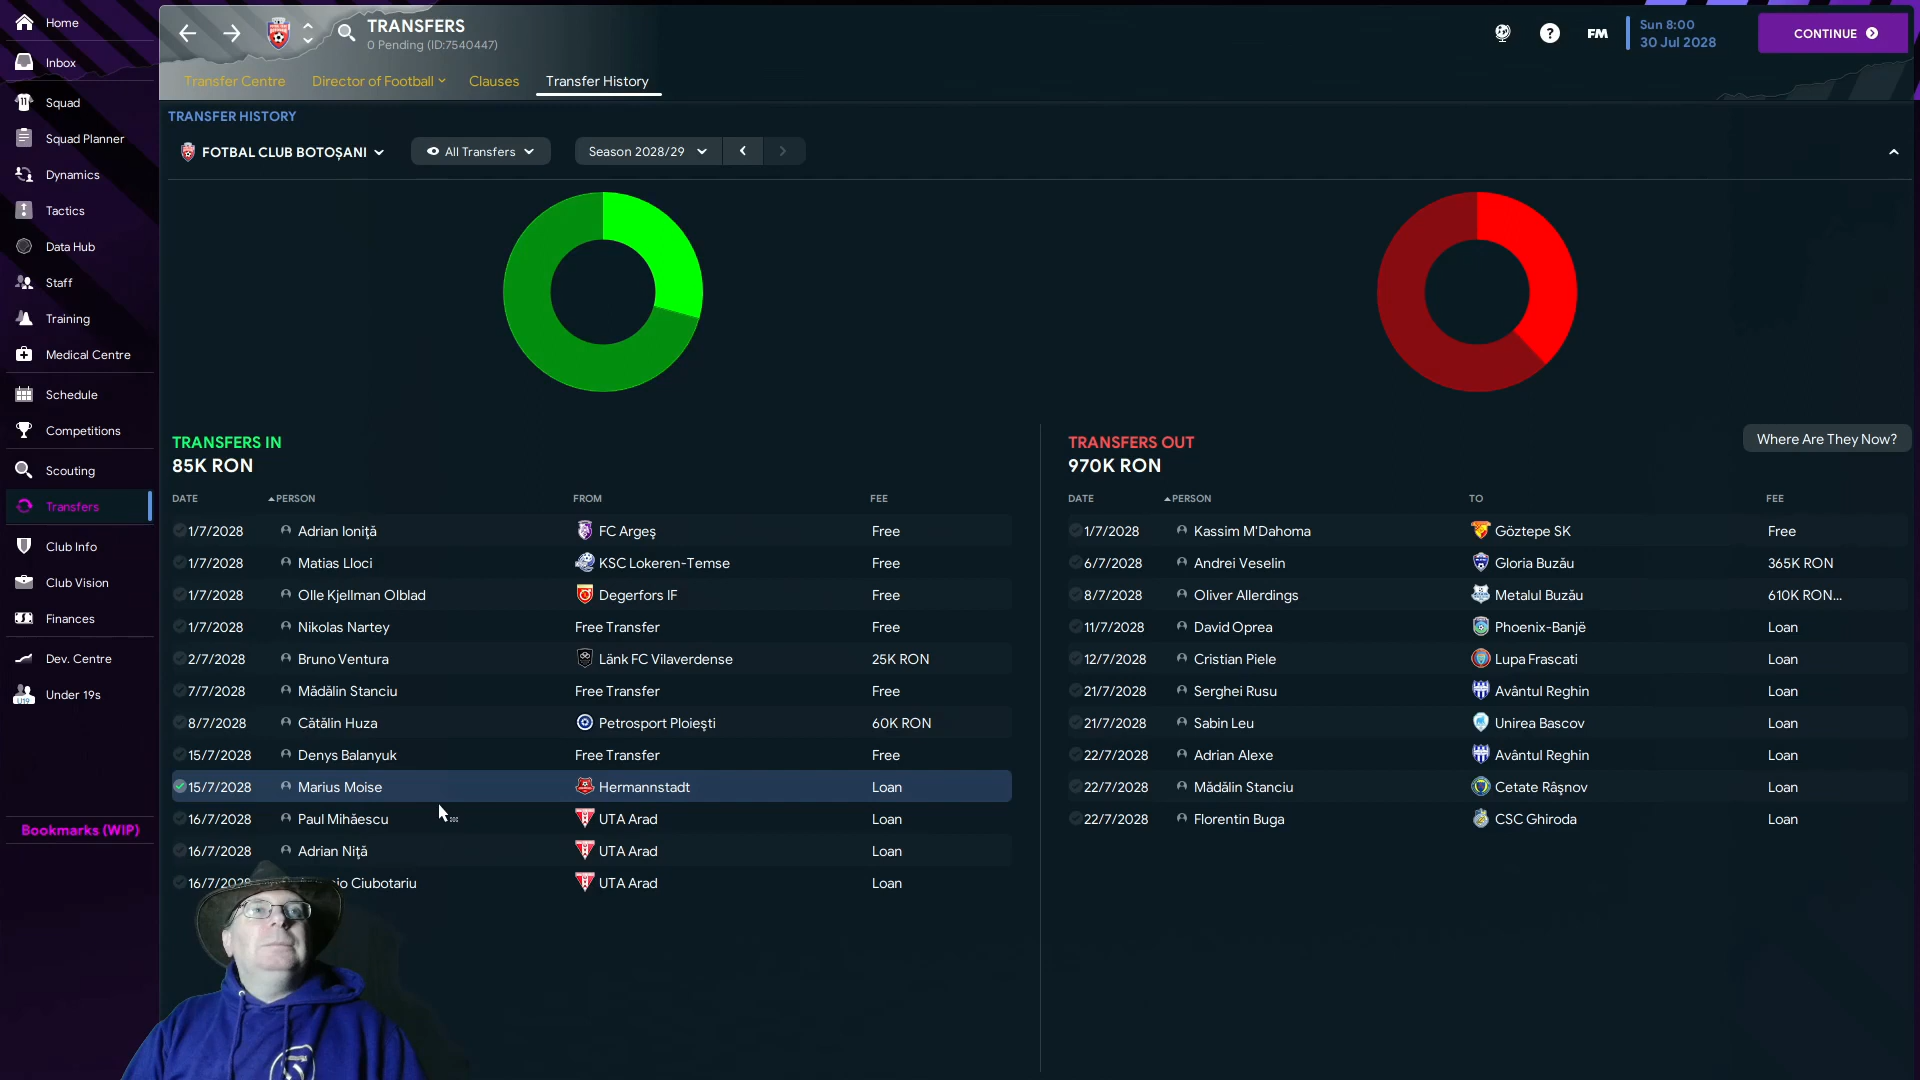 Home
Inbox
Squad
Squad Planner
Dynamics
Tactics
Data Hub
Staff
Training
Medical Centre
Schedule
Competitions
Scouting
Transfers
Club Info
Club Vision
Finances
Dev. Centre
Under 19s
Bookmarks (WIP)
TRANSFERS
0 Pending (ID:7540447)
FM
Sun 8:00
30 Jul 2028
CONTINUE
Transfer Centre Director of Football Clauses Transfer History
TRANSFER HISTORY
FOTBAL CLUB BOTOȘANI All Transfers Season 2028/29
TRANSFERS IN
85K RON
DATE PERSON FROM FEE
1/7/2028 Adrian Ioniţă FC Argeş Free
1/7/2028 Matias Lloci KSC Lokeren-Temse Free
1/7/2028 Olle Kjellman Olblad Degerfors IF Free
1/7/2028 Nikolas Nartey Free Transfer Free
2/7/2028 Bruno Ventura Länk FC Vilaverdense 25K RON
7/7/2028 Mădălin Stanciu Free Transfer Free
8/7/2028 Cătălin Huza Petrosport Ploieşti 60K RON
15/7/2028 Denys Balanyuk Free Transfer Free
15/7/2028 Marius Moise Hermannstadt Loan
16/7/2028 Paul Mihăescu UTA Arad Loan
16/7/2028 Adrian Niţă UTA Arad Loan
16/7/2028 Ciubotariu UTA Arad Loan
TRANSFERS OUT
970K RON
Where Are They Now?
DATE PERSON TO FEE
1/7/2028 Kassim M'Dahoma Göztepe SK Free
6/7/2028 Andrei Veselin Gloria Buzău 365K RON
8/7/2028 Oliver Allerdings Metalul Buzău 610K RON...
11/7/2028 David Oprea Phoenix-Banjë Loan
12/7/2028 Cristian Piele Lupa Frascati Loan
21/7/2028 Serghei Rusu Avântul Reghin Loan
21/7/2028 Sabin Leu Unirea Bascov Loan
22/7/2028 Adrian Alexe Avântul Reghin Loan
22/7/2028 Mădălin Stanciu Cetate Râşnov Loan
22/7/2028 Florentin Buga CSC Ghiroda Loan